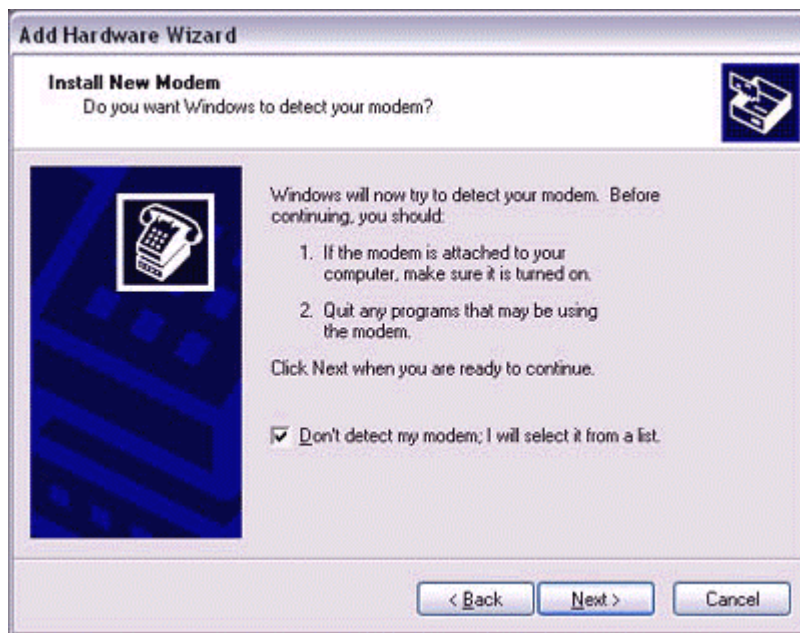 Add Hardware Wizard
Install New Modem
Do you want Windows to detect your modem?
Windows will now try to detect your modem. Before
continuing, you should:
1. If the modem is attached to your
computer, make sure it is turned on.
2. Quit any programs that may be using
the modem.
Click Next when you are ready to continue.
Don't detect my modem; I will select it from a list.
< Back
Next >
Cancel